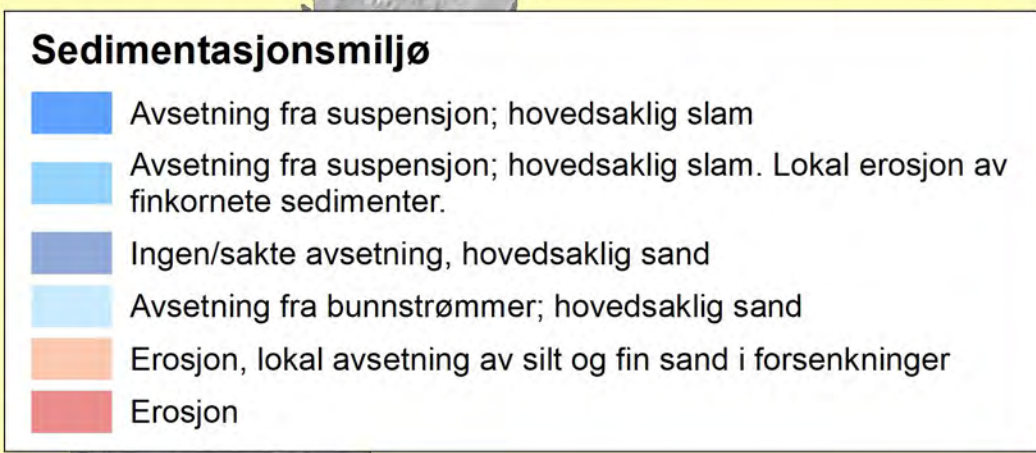 Sedimentasjonsmiljø
Avsetning fra suspensjon; hovedsaklig slam
Avsetning fra suspensjon; hovedsaklig slam. Lokal erosjon av
finkornete sedimenter.
Ingen/sakte avsetning, hovedsaklig sand
Avsetning fra bunnstrømmer; hovedsaklig sand
Erosjon, lokal avsetning av silt og fin sand i forsenkninger
Erosjon